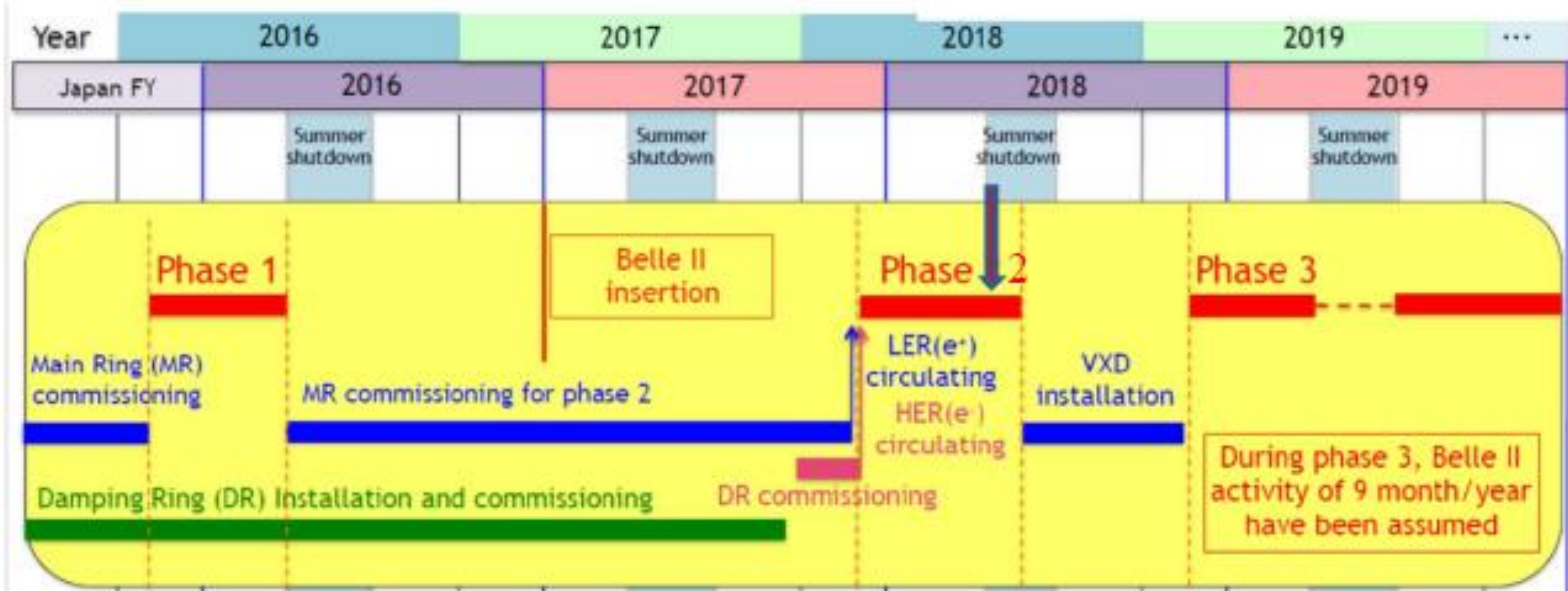 Year 2016 2017 2018 2019 ...
Japan FY 2016 2017 2018 2019
Summer shutdown
Summer shutdown
Summer shutdown
Summer shutdown
Phase 1
Belle II
insertion
Phase 2
Phase 3
Main Ring (MR)
commissioning
MR commissioning for phase 2
LER(e⁺)
circulating
HER(e⁻)
circulating
VXD
installation
DR commissioning
Damping Ring (DR) Installation and commissioning
During phase 3, Belle II
activity of 9 month/year
have been assumed